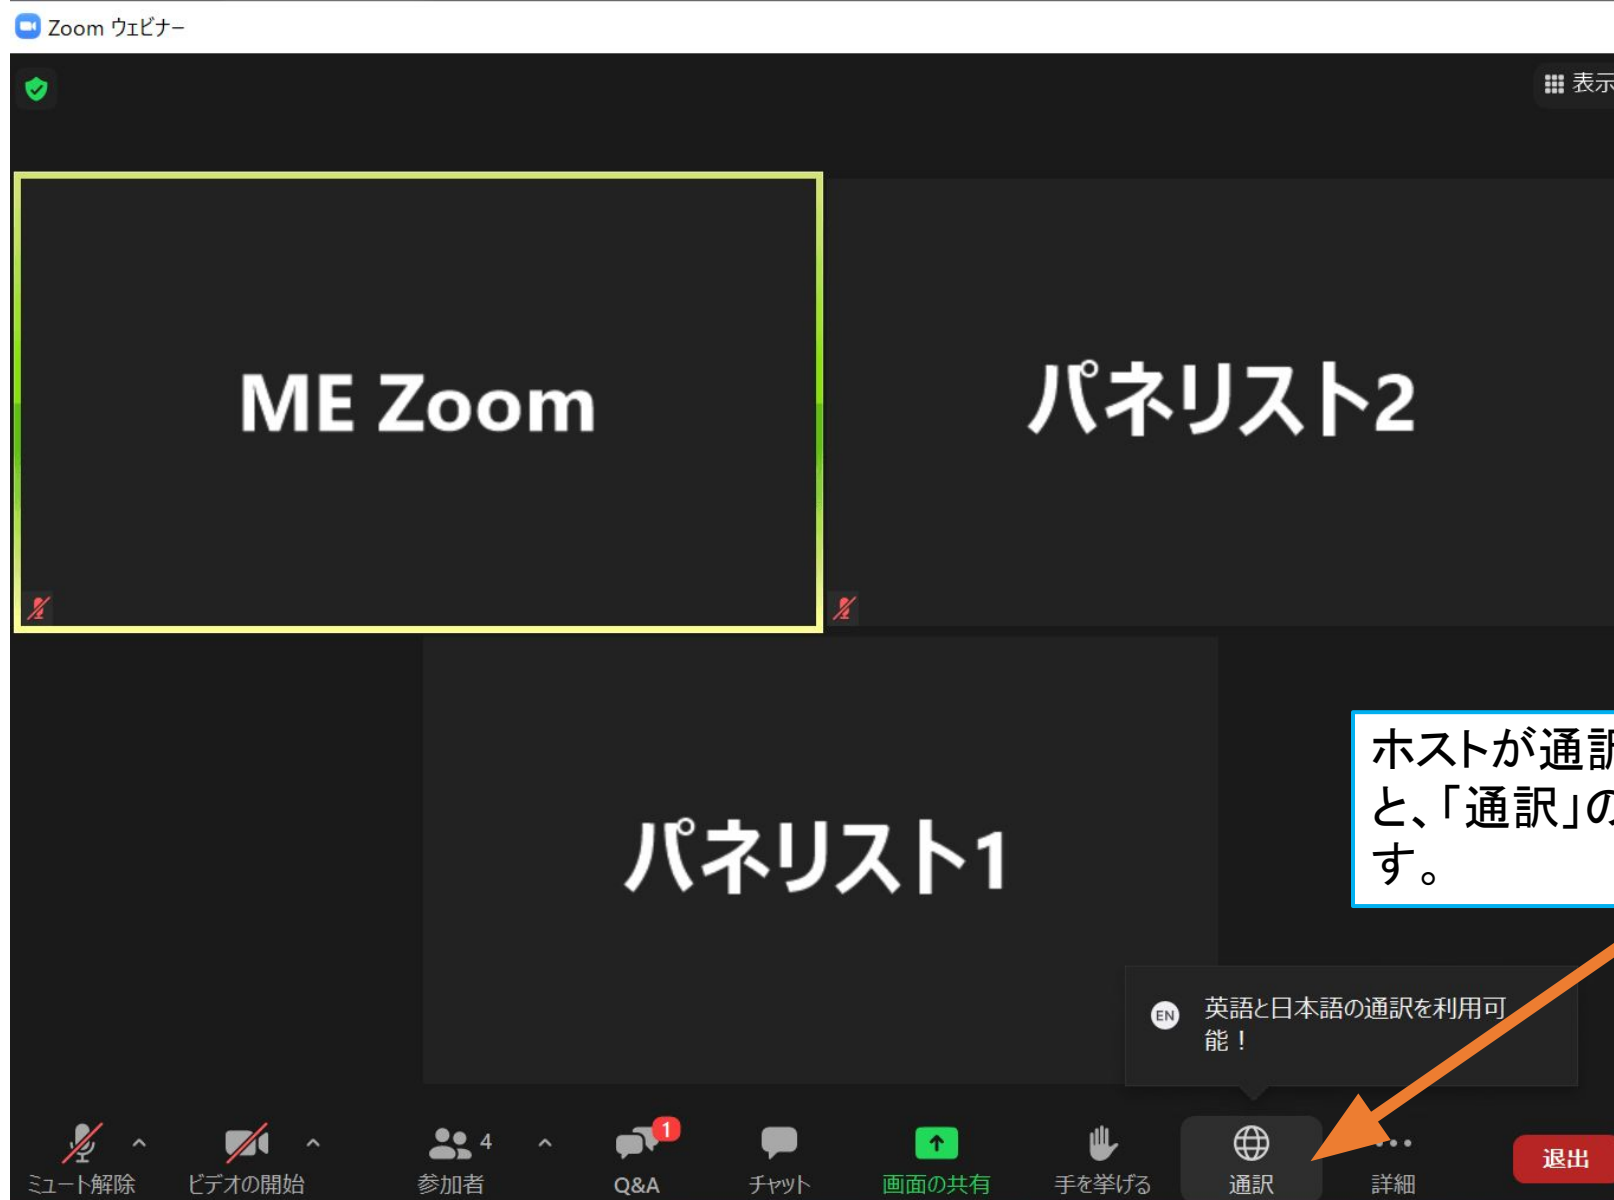 Zoom ウェビナー
表示
ME Zoom
パネリスト2
パネリスト1
ホストが通訳
と、「通訳」の
す。
EN 英語と日本語の通訳を利用可
能！
4
1
ミュート解除 ビデオの開始 参加者 Q&A チャット 画面の共有 手を挙げる 通訳 詳細 退出